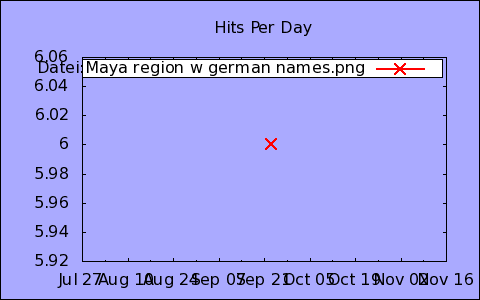 Hits Per Day
6.06
Datei:Maya region w german names.png
6.04
6.02
6
5.98
5.96
5.94
5.92
Jul 27 Aug 10 Aug 24 Sep 07 Sep 21 Oct 05 Oct 19 Nov 02 Nov 16